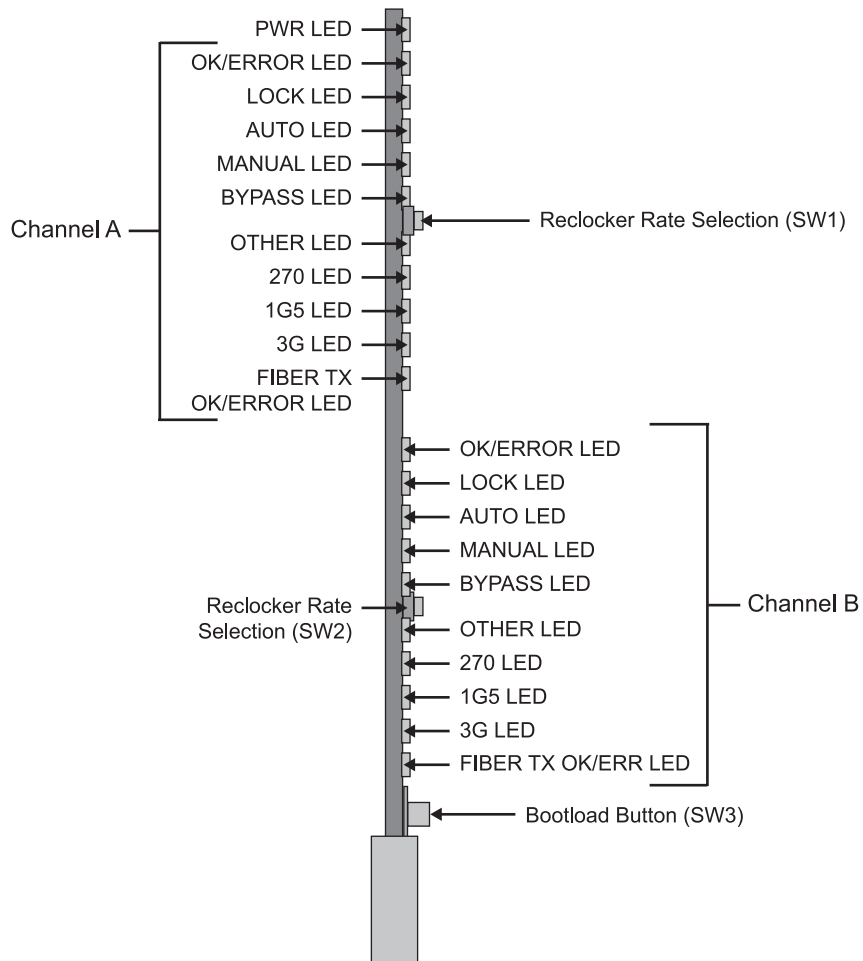 PWR LED
OK/ERROR LED
LOCK LED
AUTO LED
MANUAL LED
BYPASS LED
Reclocker Rate Selection (SW1)
Channel A
OTHER LED
270 LED
1G5 LED
3G LED
FIBER TX
OK/ERROR LED
OK/ERROR LED
LOCK LED
AUTO LED
MANUAL LED
BYPASS LED
Reclocker Rate
Selection (SW2)
Channel B
OTHER LED
270 LED
1G5 LED
3G LED
FIBER TX OK/ERR LED
Bootload Button (SW3)